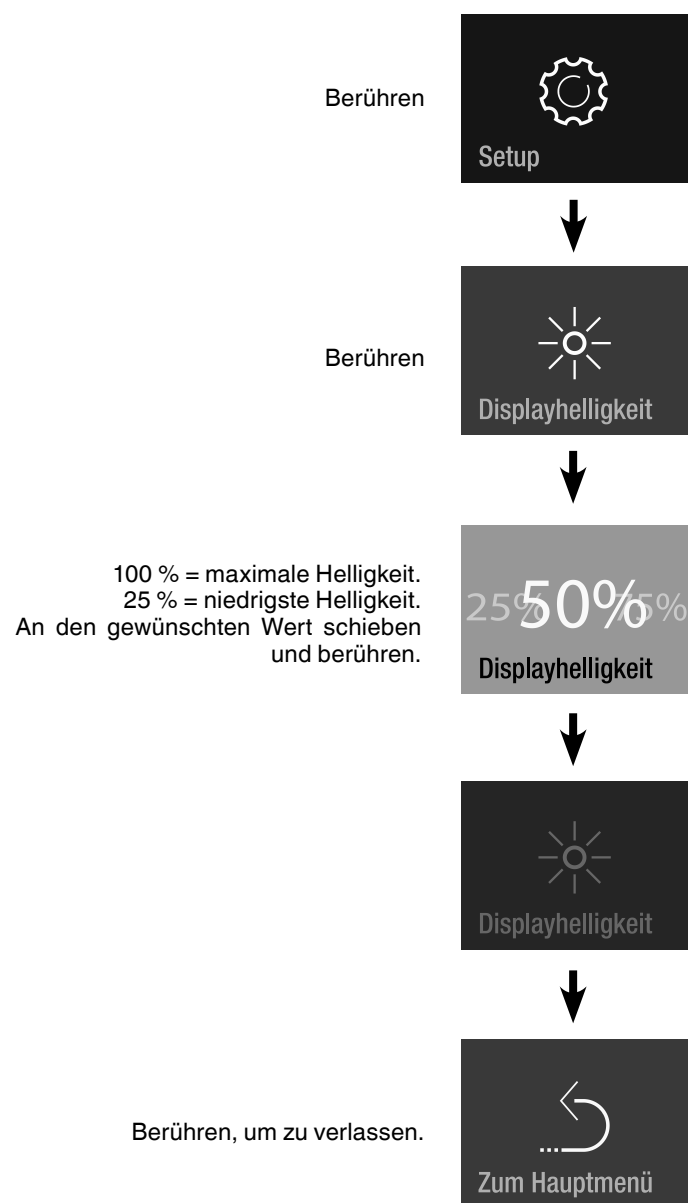 Berühren
Setup
Berühren
Displayhelligkeit
100 % = maximale Helligkeit.
25 % = niedrigste Helligkeit.
An den gewünschten Wert schieben
und berühren.
25% 50% 75%
Displayhelligkeit
Displayhelligkeit
Berühren, um zu verlassen.
Zum Hauptmenü